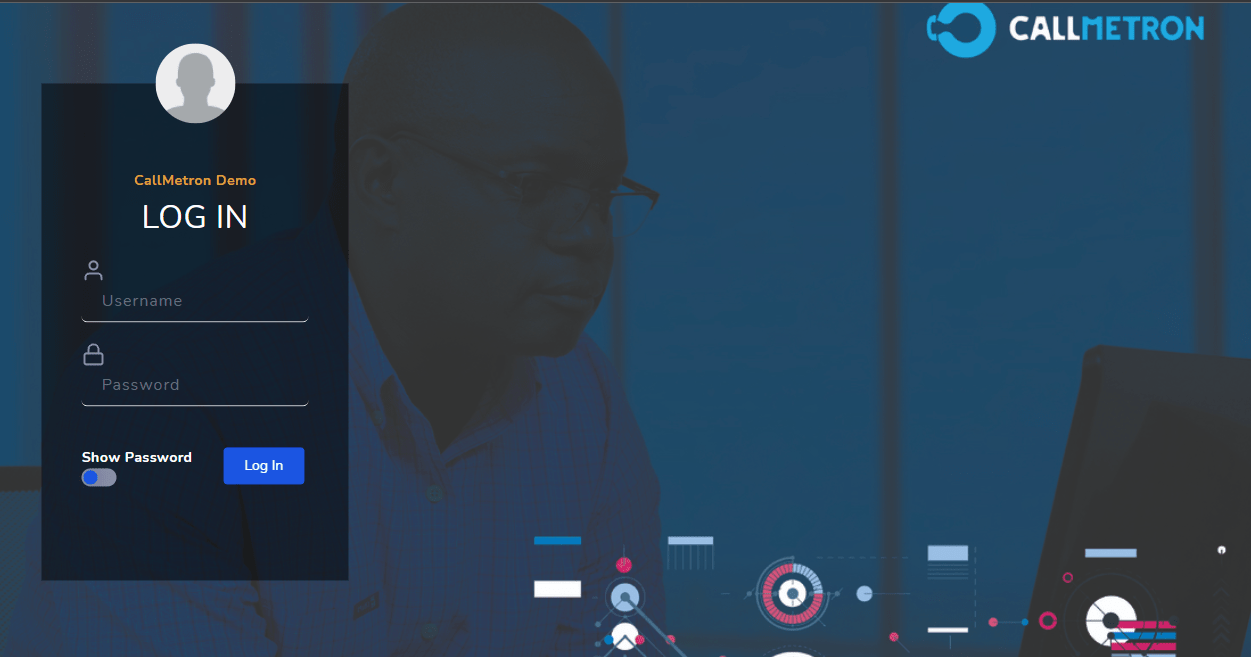 CALLMETRON
CallMetron Demo
LOG IN
Username
Password
Show Password
Log In